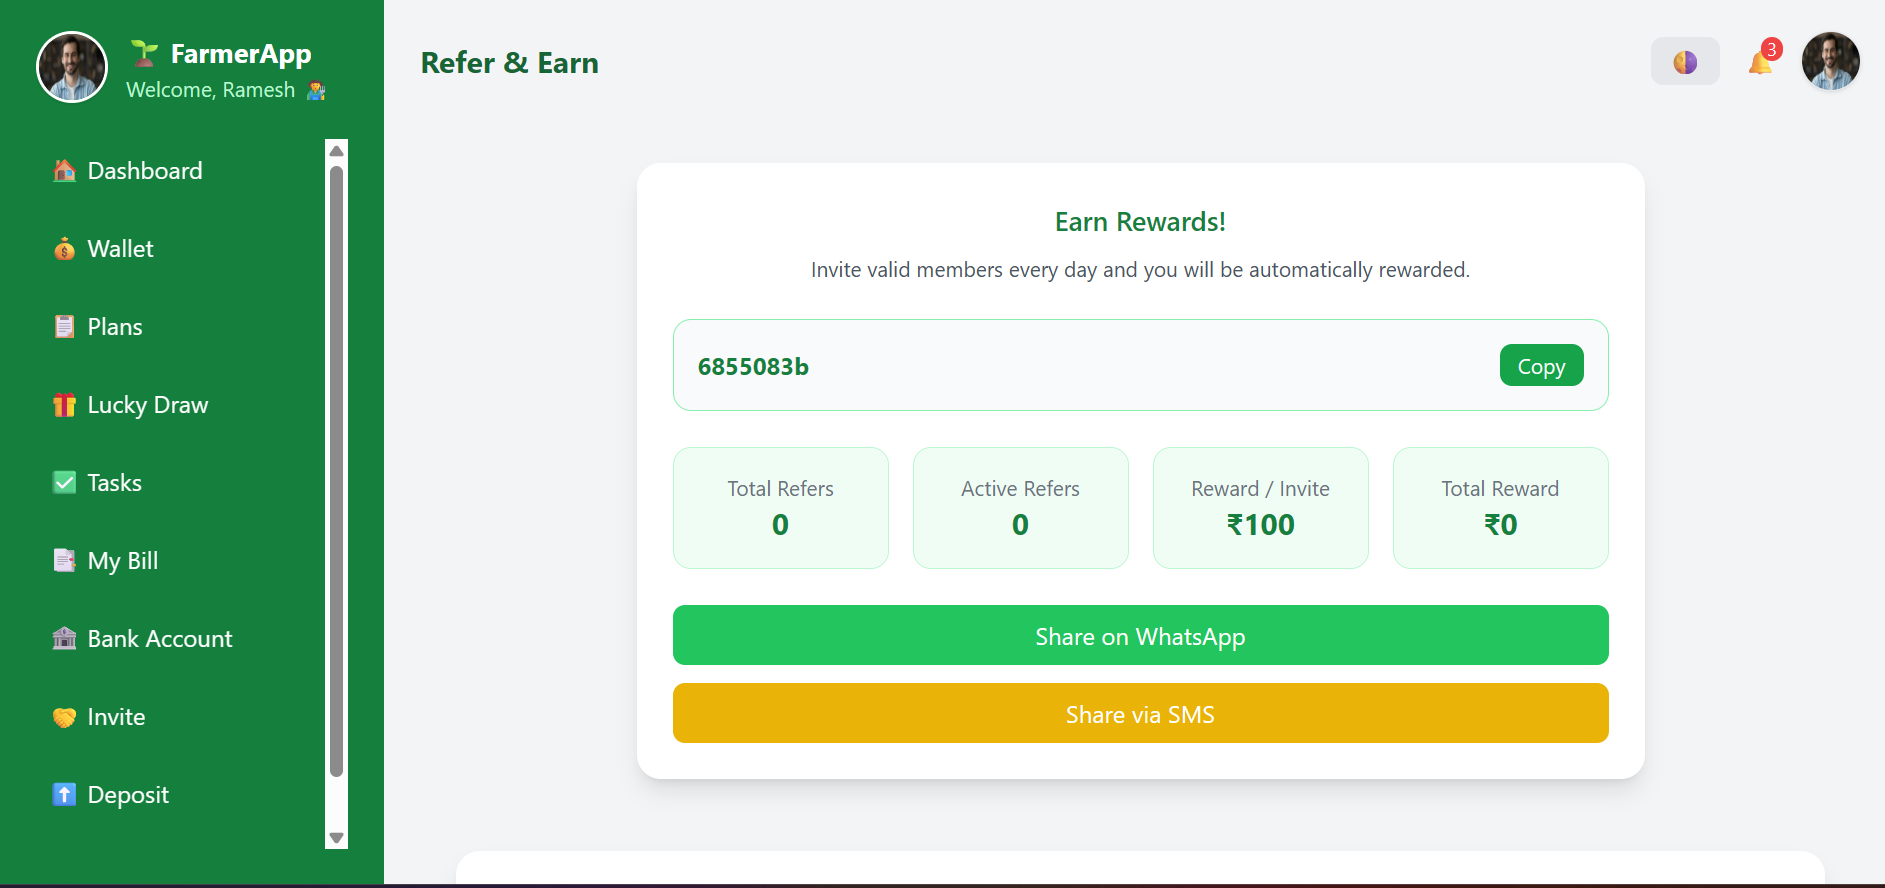 FarmerApp
Welcome, Ramesh
Dashboard
Wallet
Plans
Lucky Draw
Tasks
My Bill
Bank Account
Invite
Deposit
Refer & Earn
3
Earn Rewards!
Invite valid members every day and you will be automatically rewarded.
6855083b
Copy
Total Refers
0
Active Refers
0
Reward / Invite
₹100
Total Reward
₹0
Share on WhatsApp
Share via SMS